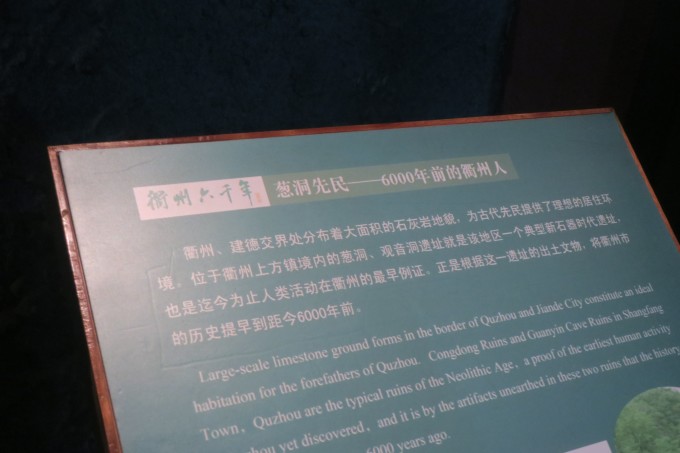 衢州六千年
葱洞先民——6000年前的衢州人
衢州、建德交界处分布着大面积的石灰岩地貌，为古代先民提供了理想的居住环
境。位于衢州上方镇境内的葱洞、观音洞遗址就是该地区一个典型新石器时代遗址，
也是迄今为止人类活动在衢州的最早例证。正是根据这一遗址的出土文物，将衢州市
的历史提早到距今6000年前。
Large-scale limestone ground forms in the border of Quzhou and Jiande City constitute an ideal
habitation for the forefathers of Quzhou. Congdong Ruins and Guanyin Cave Ruins in Shangfang
Town, Quzhou are the typical ruins of the Neolithic Age, a proof of the earliest human activity
yet discovered, and it is by the artifacts unearthed in these two ruins that the history
6000 years ago.